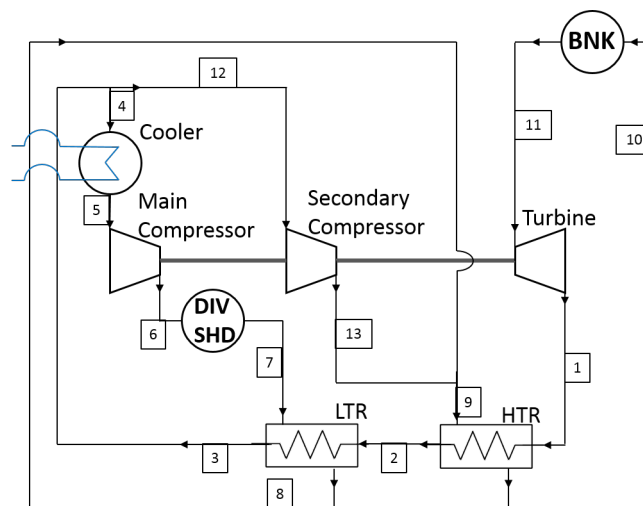 BNK
12
4
11
10
Cooler
5
Main
Compressor
Secondary
Compressor
Turbine
DIV
SHD
6
7
13
1
9
LTR
HTR
3
2
8